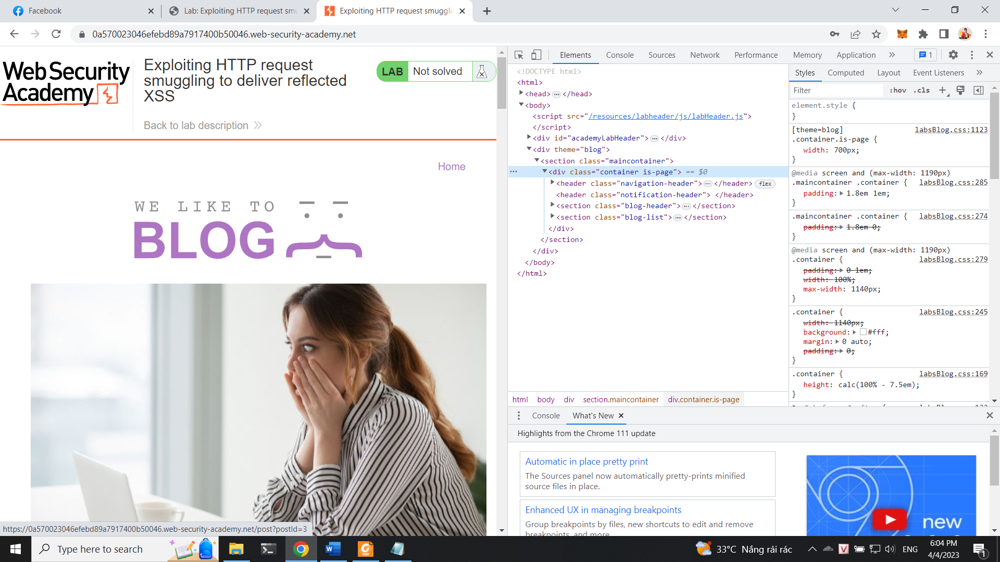 Facebook
Lab: Exploiting HTTP request smu
Exploiting HTTP request smuggli
0a570023046efebd89a7917400b50046.web-security-academy.net
Web Security
Academy
Exploiting HTTP request
smuggling to deliver reflected
XSS
Back to lab description
LAB Not solved
Home
WE LIKE TO
BLOG
https://0a570023046efebd89a7917400b50046.web-security-academy.net/post?postId=3
Elements Console Sources Network Performance Memory Application » 1
<!DOCTYPE html>
<html>
<head> … </head>
<body>
<script src="/resources/labheader/js/labHeader.js">
</script>
<div id="academyLabHeader"> … </div>
<div theme="blog">
<section class="maincontainer">
<div class="container is-page"> == $0
<header class="navigation-header"> … </header> flex
<header class="notification-header"> </header>
<section class="blog-header"> … </section>
<section class="blog-list"> … </section>
</div>
</section>
</div>
</body>
</html>
html body div section.maincontainer div.container.is-page
Styles Computed Layout Event Listeners »
Filter :hov .cls +
element.style {
}
[theme=blog] labsBlog.css:1123
.container.is-page {
width: 700px;
}
@media screen and (max-width: 1190px)
.maincontainer .container { labsBlog.css:285
padding: 1.8em 1em;
}
.maincontainer .container { labsBlog.css:274
padding: 1.8em 0;
}
@media screen and (max-width: 1190px)
.container { labsBlog.css:279
padding: 0 1em;
width: 100%;
max-width: 1140px;
}
.container { labsBlog.css:245
width: 1140px;
background: #fff;
margin: 0 auto;
padding: 0;
}
.container { labsBlog.css:169
height: calc(100% - 7.5em);
}
Console What's New
Highlights from the Chrome 111 update
Automatic in place pretty print
The Sources panel now automatically pretty-prints minified
source files in place.
Enhanced UX in managing breakpoints
Group breakpoints by files, new shortcuts to edit and remove
breakpoints, and more.
new
Type here to search
33°C Nắng rải rác
ENG
6:04 PM
4/4/2023
1